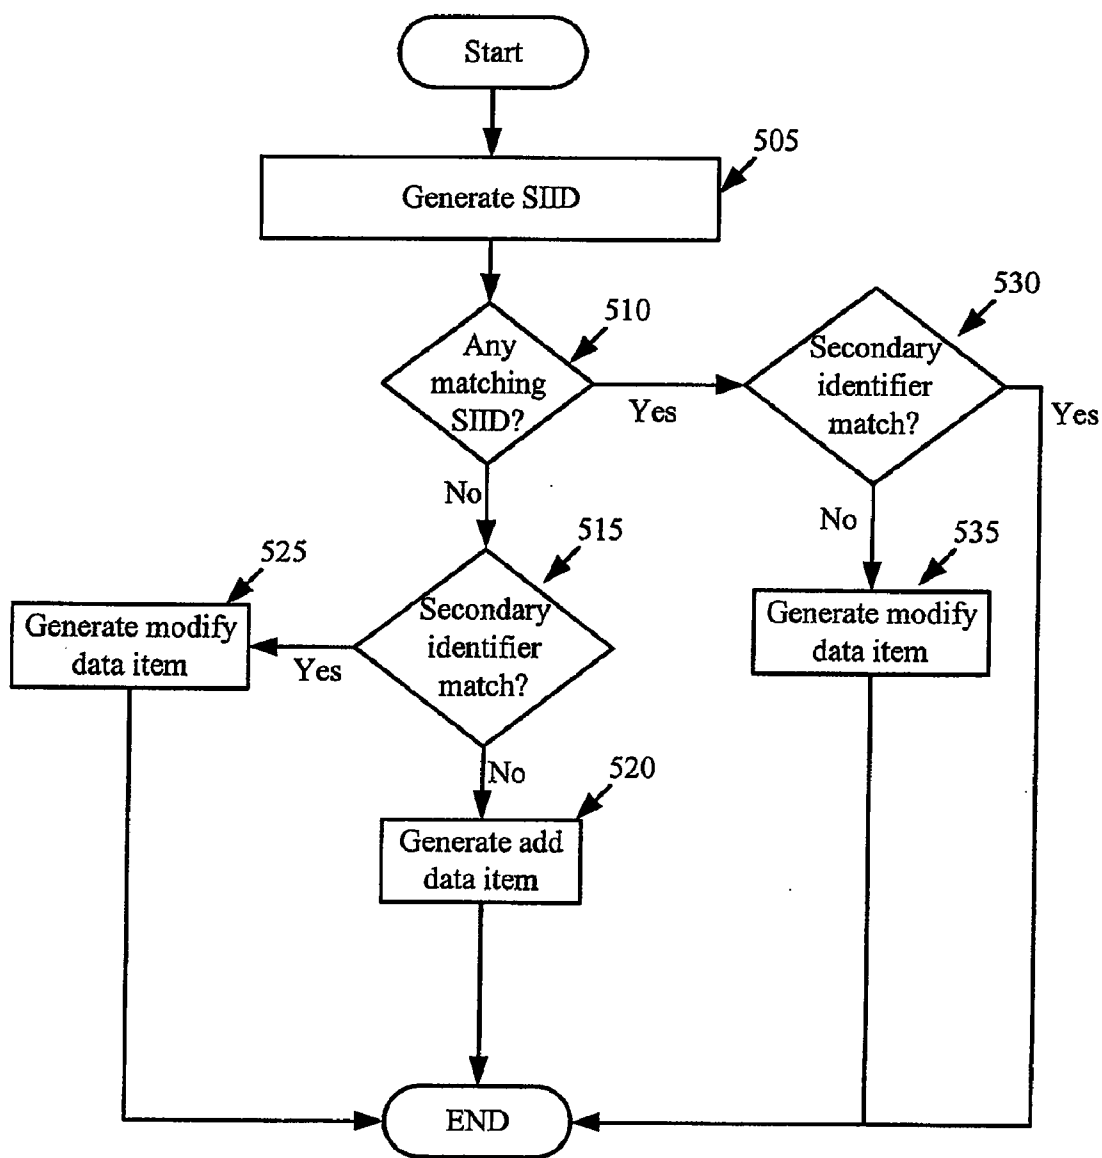 Start
505
Generate SIID
510
Any
matching
SIID?
Yes
No
530
Secondary
identifier
match?
Yes
No
535
Generate modify
data item
515
Secondary
identifier
match?
Yes
No
525
Generate modify
data item
520
Generate add
data item
END